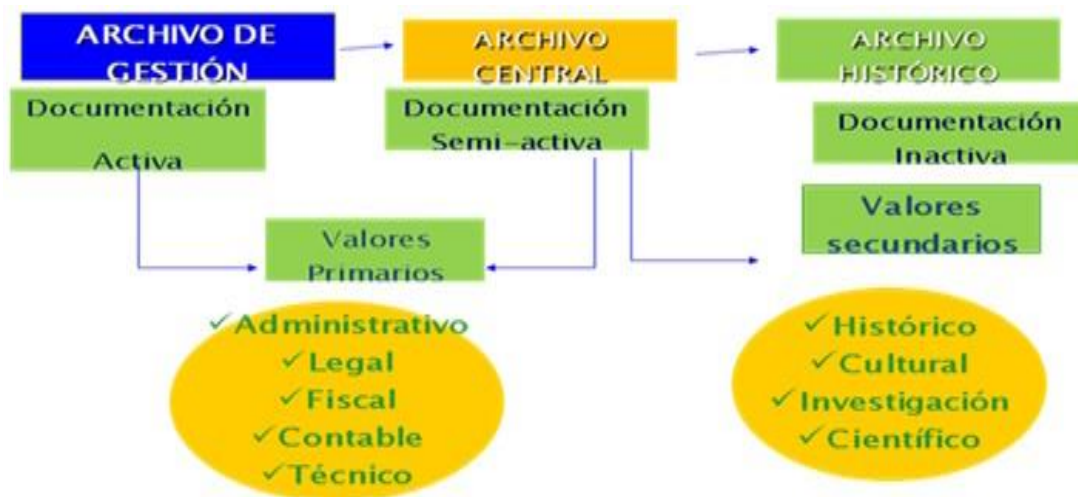 ARCHIVO DE
GESTIÓN
ARCHIVO
CENTRAL
ARCHIVO
HISTÓRICO
Documentación
Activa
Documentación
Semi-activa
Documentación
Inactiva
Valores
Primarios
Valores
secundarios
✓Administrativo
✓Legal
✓Fiscal
✓Contable
✓Técnico
✓Histórico
✓Cultural
✓Investigación
✓Científico